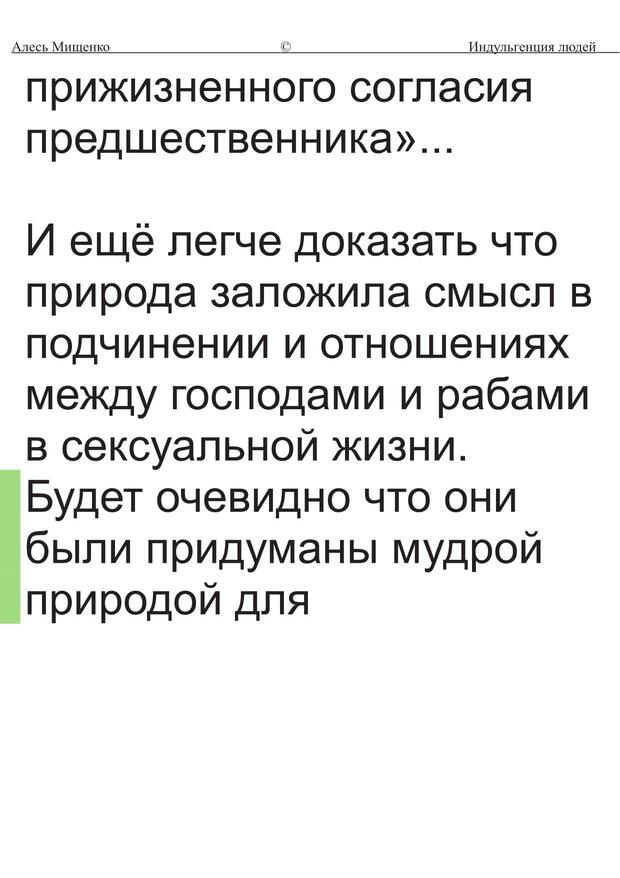 Алесь Мищенко © Индульгенция людей
прижизненного согласия
предшественника»...
И ещё легче доказать что
природа заложила смысл в
подчинении и отношениях
между господами и рабами
в сексуальной жизни.
Будет очевидно что они
были придуманы мудрой
природой для